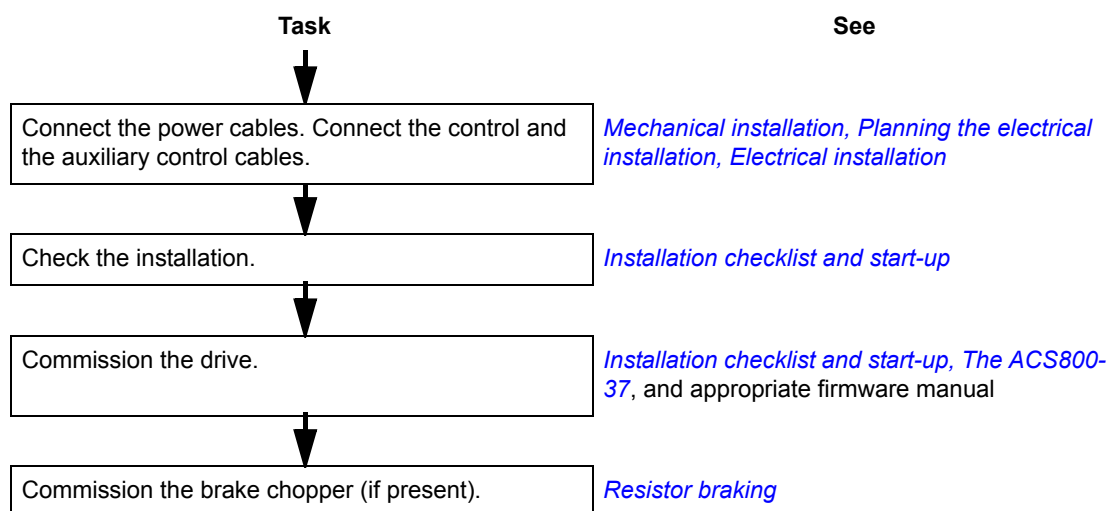 Task See
Connect the power cables. Connect the control and
the auxiliary control cables.
Mechanical installation, Planning the electrical
installation, Electrical installation
Check the installation.
Installation checklist and start-up
Commission the drive.
Installation checklist and start-up, The ACS800-
37, and appropriate firmware manual
Commission the brake chopper (if present).
Resistor braking